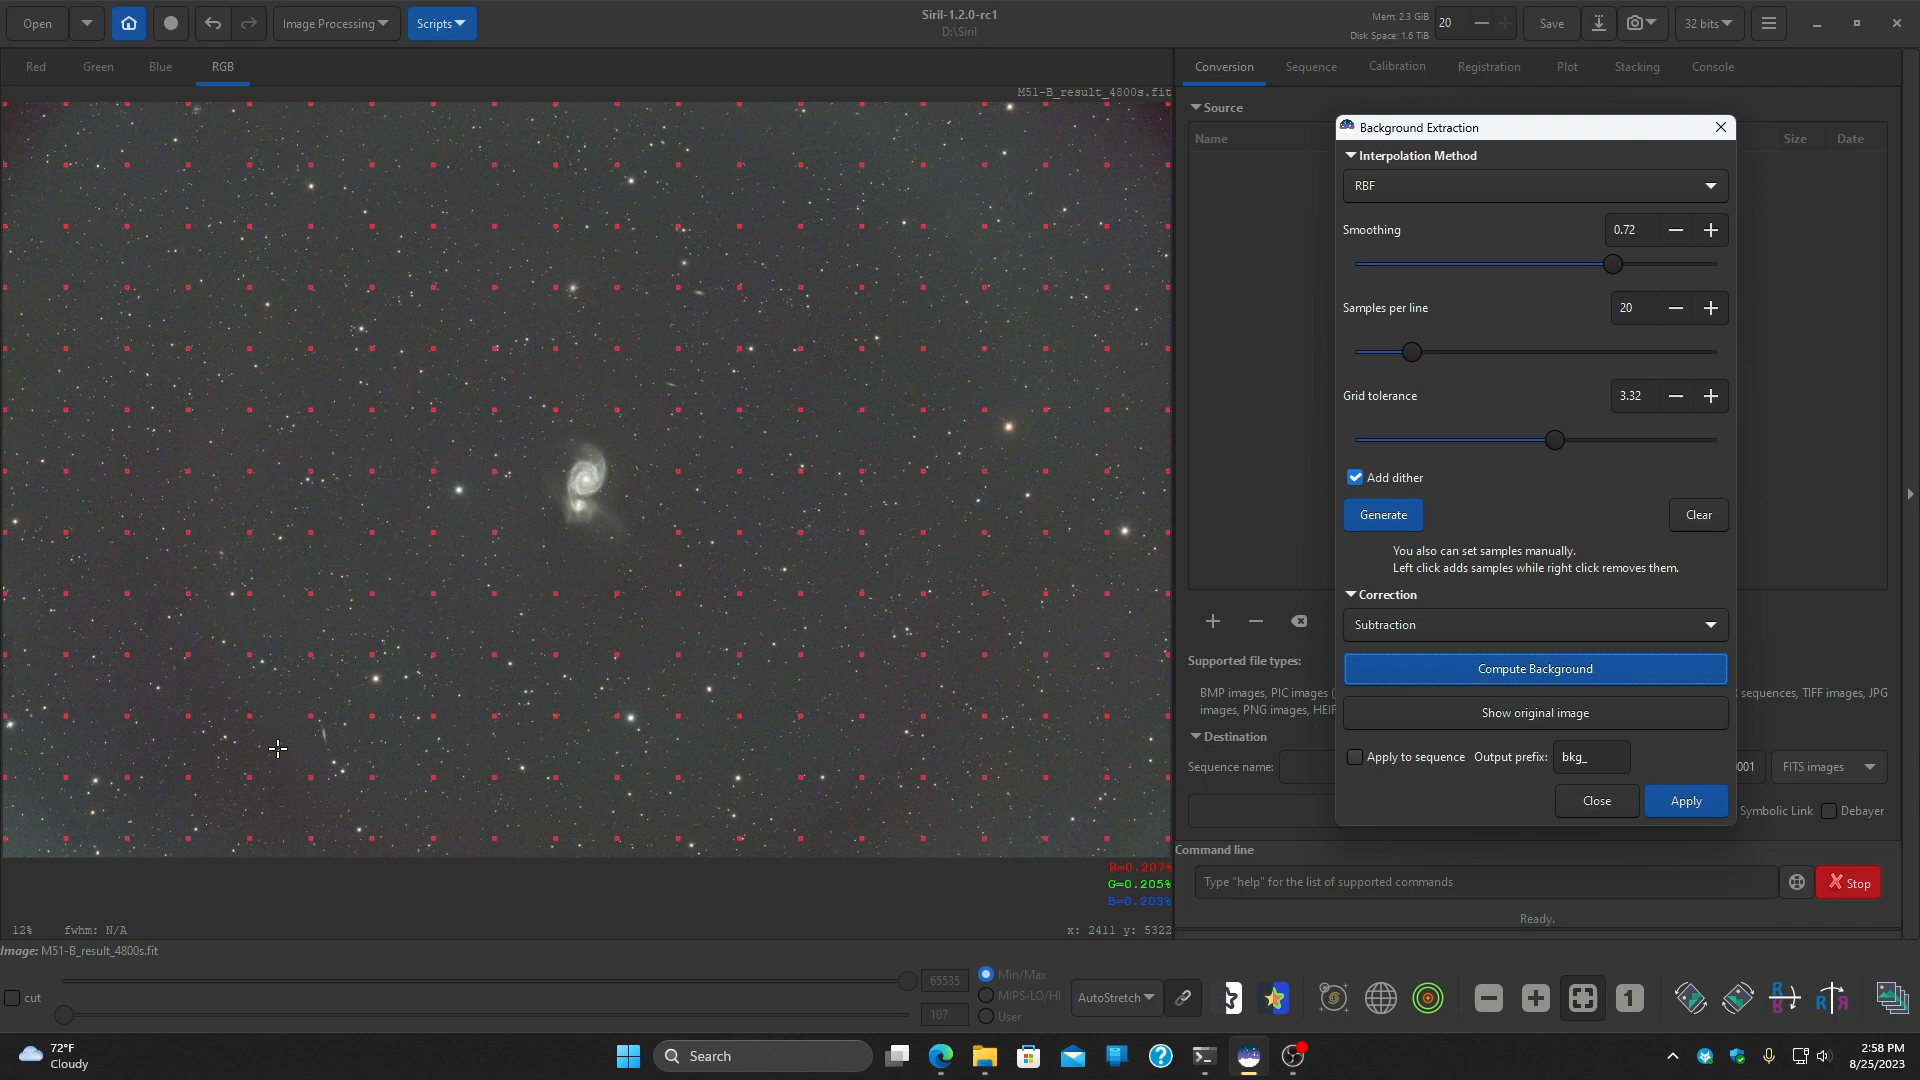 Open
Image Processing
Scripts
Siril-1.2.0-rc1
D:\Siril
Mem: 2.3 GiB
Disk Space: 1.6 TiB
20
Save
32 bits
Red
Green
Blue
RGB
Conversion
Sequence
Calibration
Registration
Plot
Stacking
Console
M51-B_result_4800s.fit
Source
Name
Size
Date
Background Extraction
Interpolation Method
RBF
Smoothing
0.72
Samples per line
20
Grid tolerance
3.32
Add dither
Generate
Clear
You also can set samples manually.
Left click adds samples while right click removes them.
Correction
Subtraction
Compute Background
Show original image
Apply to sequence
Output prefix:
bkg_
Close
Apply
Supported file types:
BMP images, PIC images (
sequences, TIFF images, JPG
images, PNG images, HEIF
Destination
Sequence name:
001
FITS images
Symbolic Link
Debayer
Command line
Type "help" for the list of supported commands
Stop
Ready.
R=0.207%
G=0.205%
B=0.203%
12%
fwhm: N/A
x: 2411 y: 5322
Image: M51-B_result_4800s.fit
cut
65535
107
Min/Max
MIPS-LO/HI
User
AutoStretch
1
R
R
R
R
72°F
Cloudy
Search
2:58 PM
8/25/2023